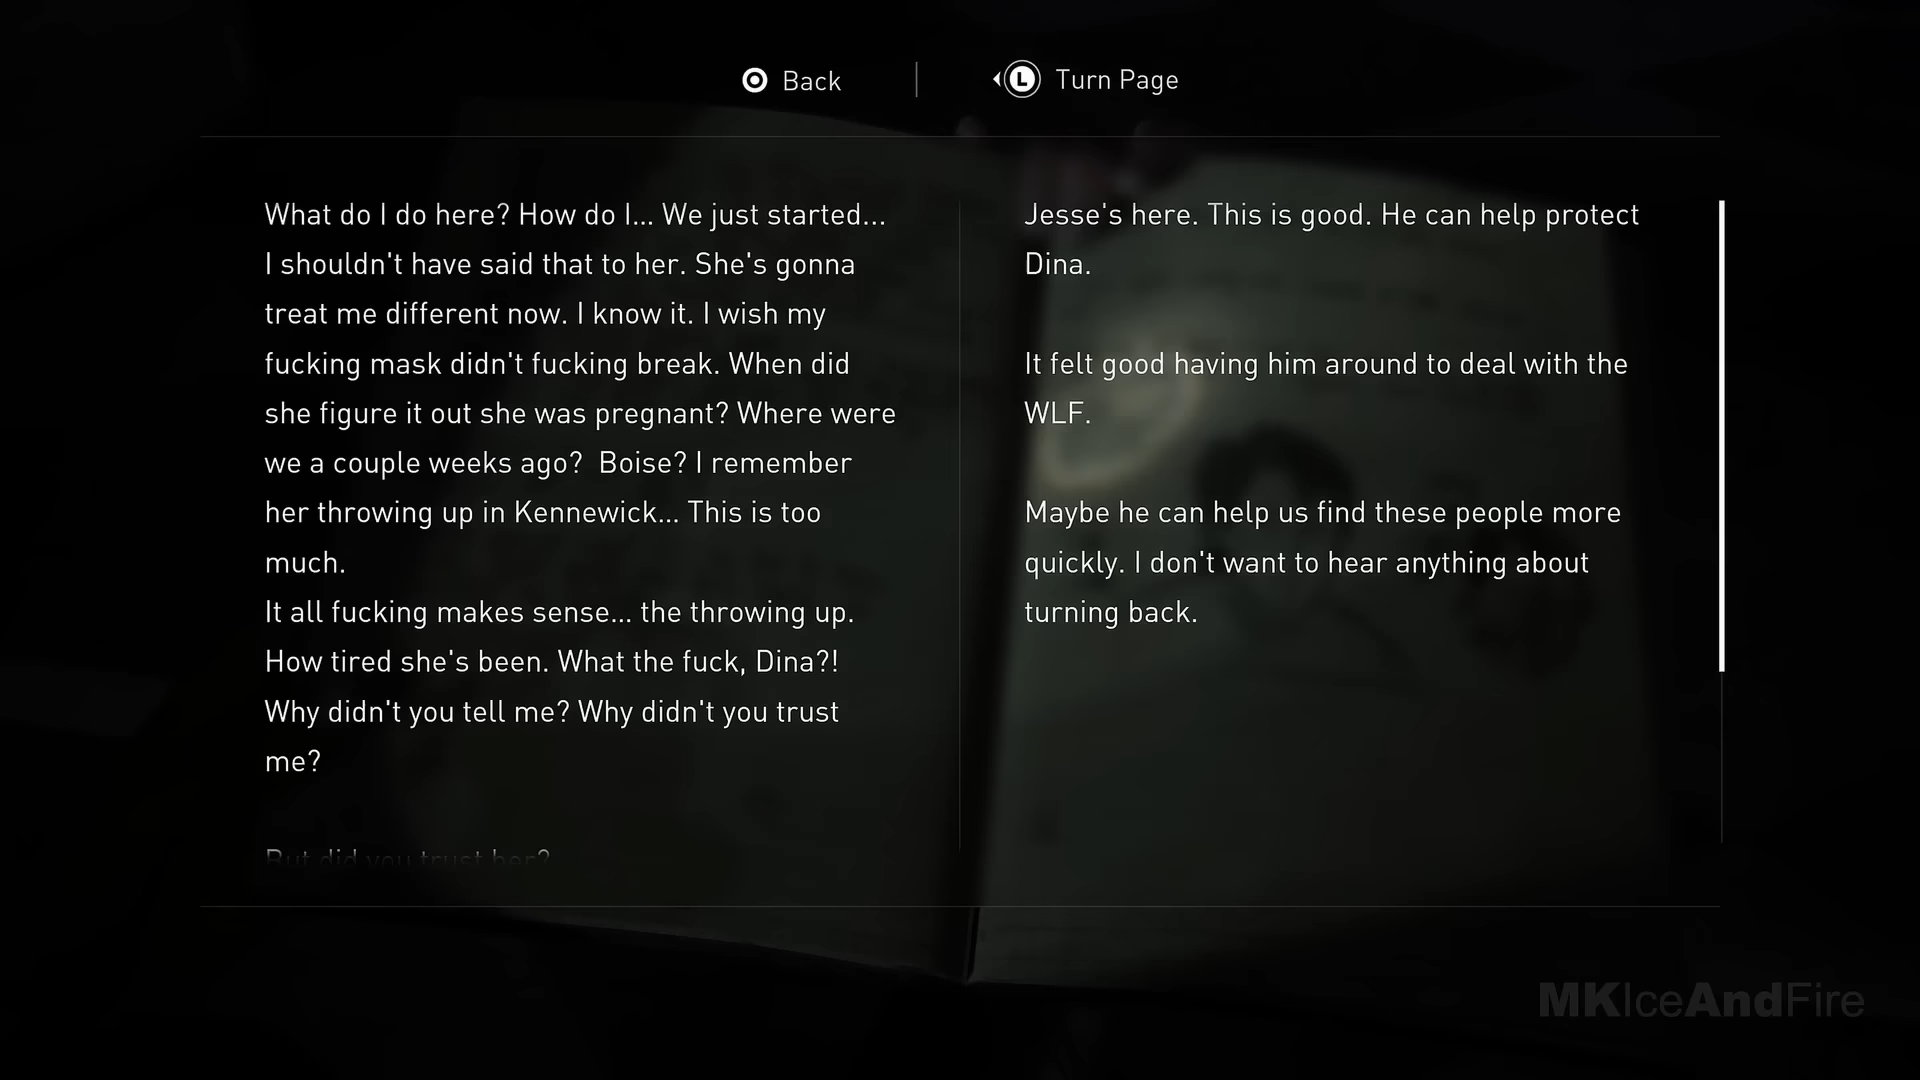 Back
Turn Page
What do I do here? How do I... We just started...
I shouldn't have said that to her. She's gonna
treat me different now. I know it. I wish my
fucking mask didn't fucking break. When did
she figure it out she was pregnant? Where were
we a couple weeks ago?  Boise? I remember
her throwing up in Kennewick... This is too
much.
It all fucking makes sense... the throwing up.
How tired she's been. What the fuck, Dina?!
Why didn't you tell me? Why didn't you trust
me?
But did you trust her?
Jesse's here. This is good. He can help protect
Dina.
It felt good having him around to deal with the
WLF.
Maybe he can help us find these people more
quickly. I don't want to hear anything about
turning back.
MKIceAndFire